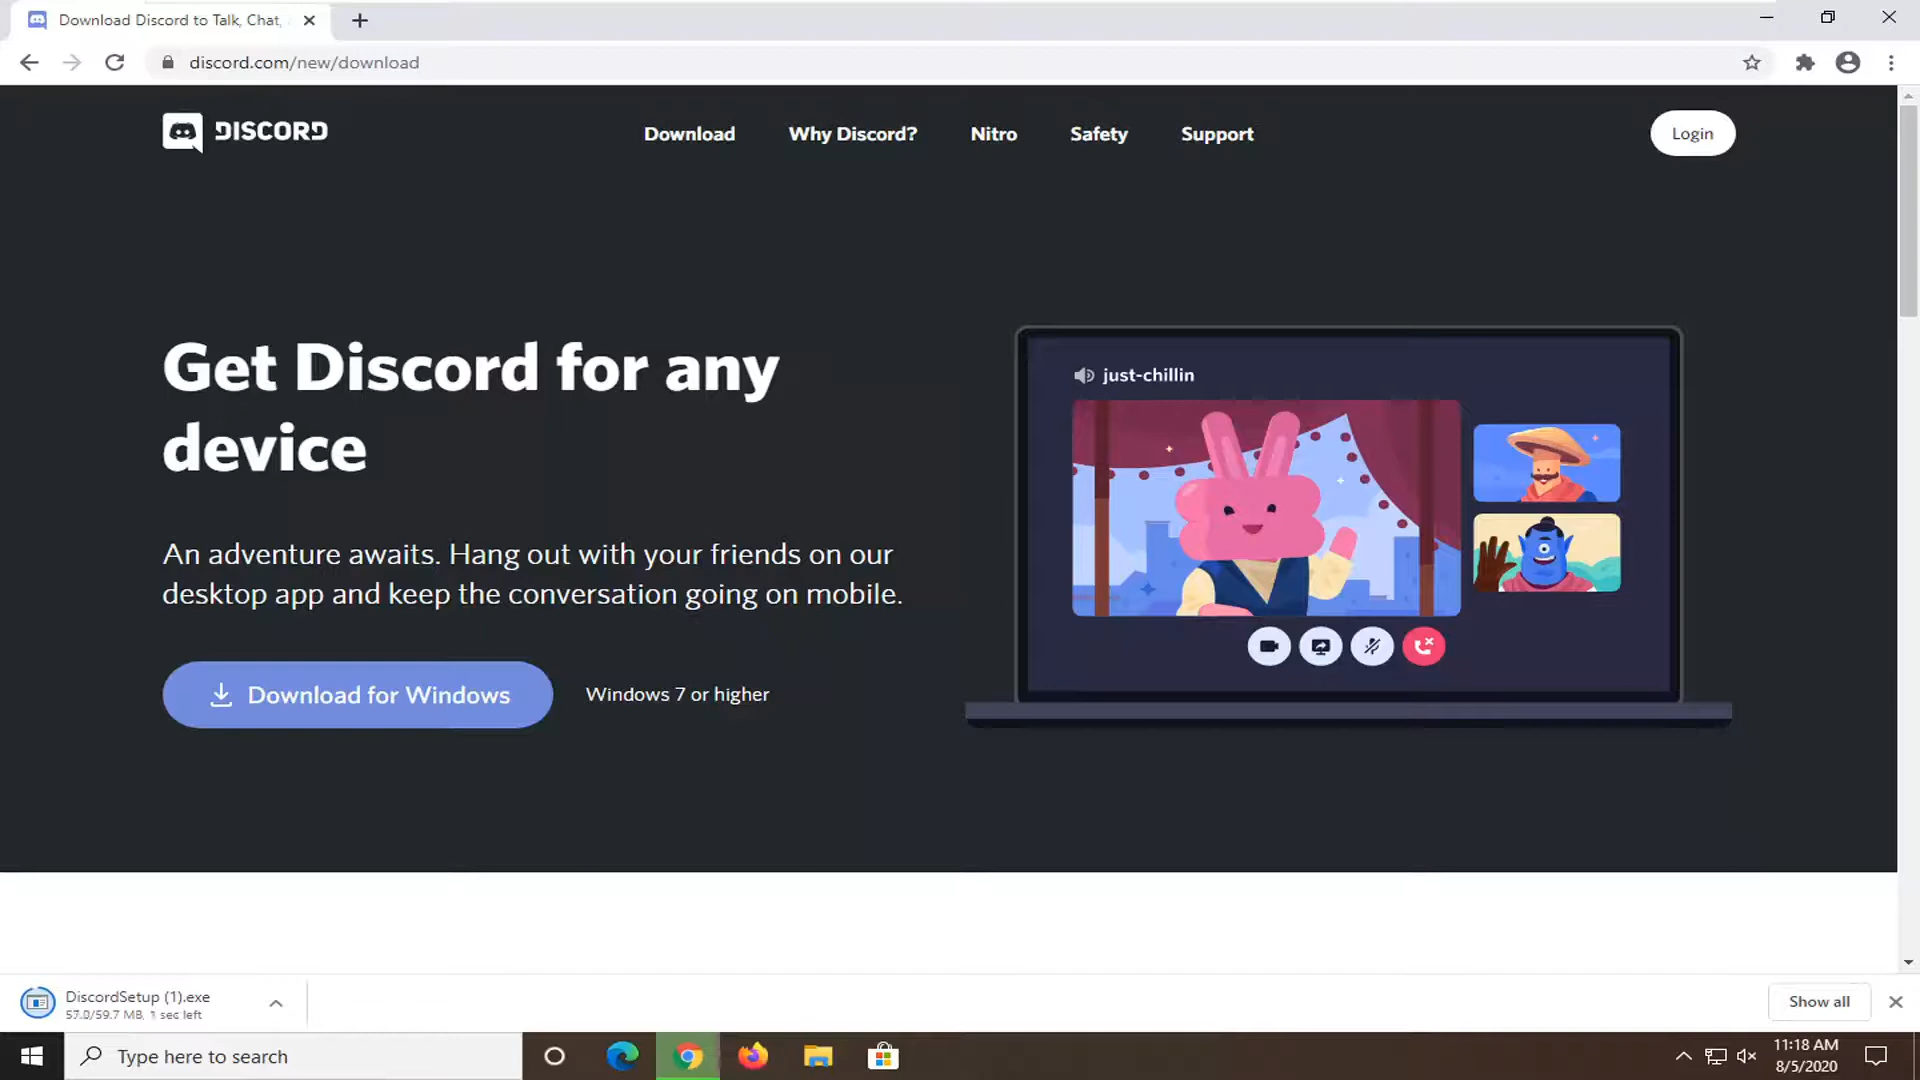 Download Discord to Talk, Chat,
discord.com/new/download
DISCORD
Download
Why Discord?
Nitro
Safety
Support
Login
Get Discord for any
device
An adventure awaits. Hang out with your friends on our
desktop app and keep the conversation going on mobile.
Download for Windows
Windows 7 or higher
just-chillin
DiscordSetup (1).exe
57.0/59.7 MB, 1 sec left
Show all
Type here to search
11:18 AM
8/5/2020